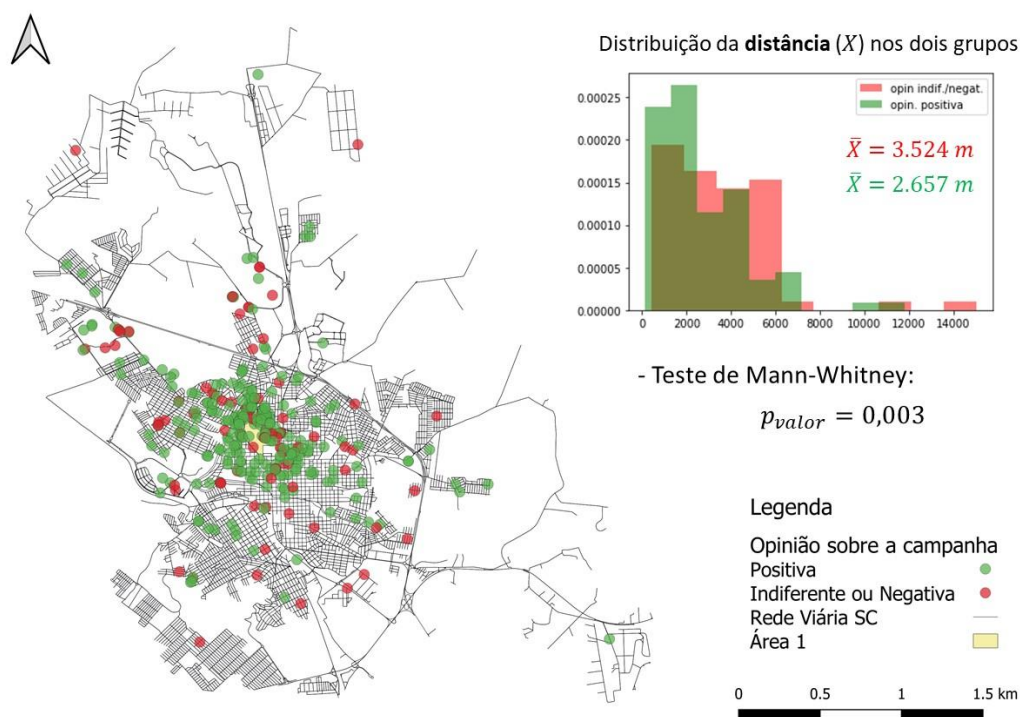 Distribuição da distância (X) nos dois grupos
opin indif./negat.
opin. positiva
X̄ = 3.524 m
X̄ = 2.657 m
0.00025
0.00020
0.00015
0.00010
0.00005
0.00000
0 2000 4000 6000 8000 10000 12000 14000
- Teste de Mann-Whitney:
p_valor = 0,003
Legenda
Opinião sobre a campanha
Positiva
Indiferente ou Negativa
Rede Viária SC
Área 1
0 0.5 1 1.5 km